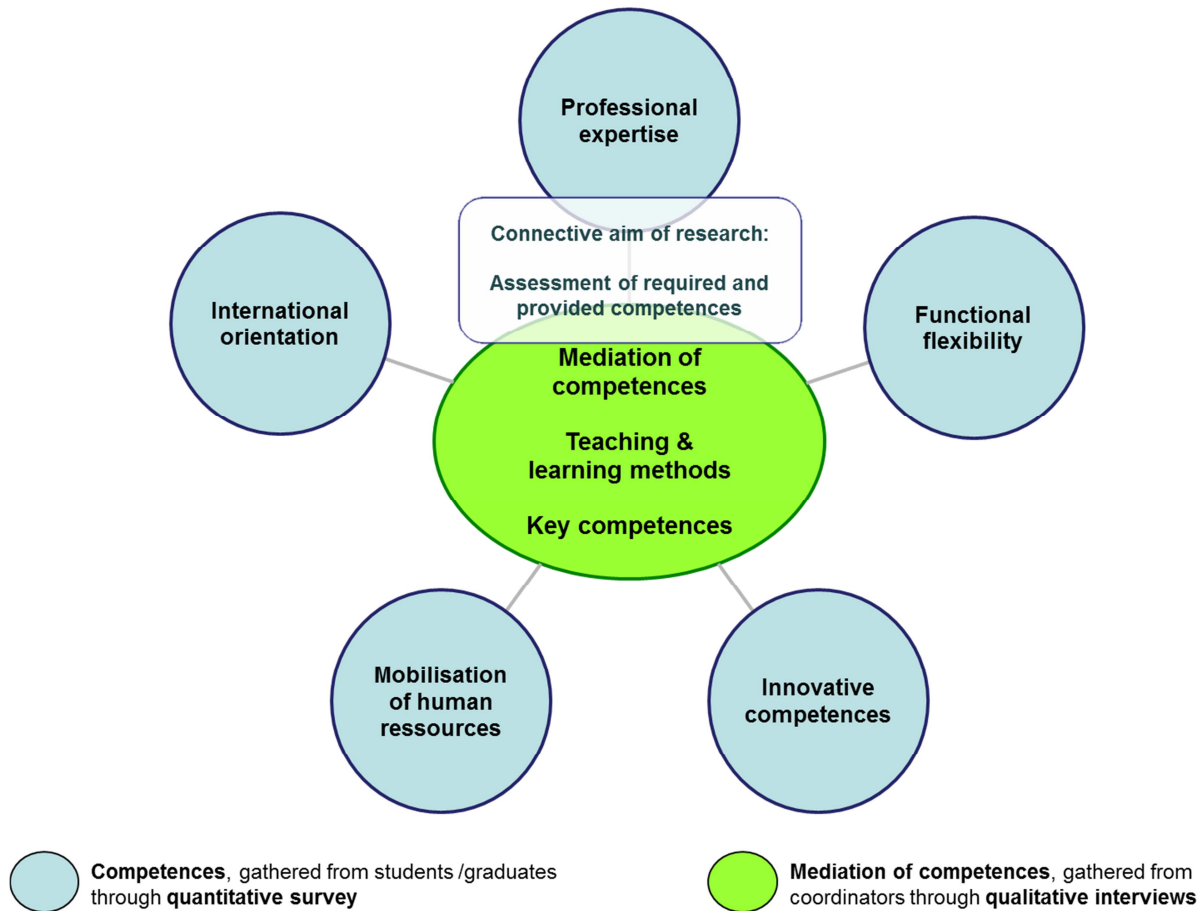 Professional
expertise
Connective aim of research:
Assessment of required and
provided competences
International
orientation
Functional
flexibility
Mediation of
competences
Teaching &
learning methods
Key competences
Mobilisation
of human
ressources
Innovative
competences
Competences, gathered from students /graduates
through quantitative survey
Mediation of competences, gathered from
coordinators through qualitative interviews